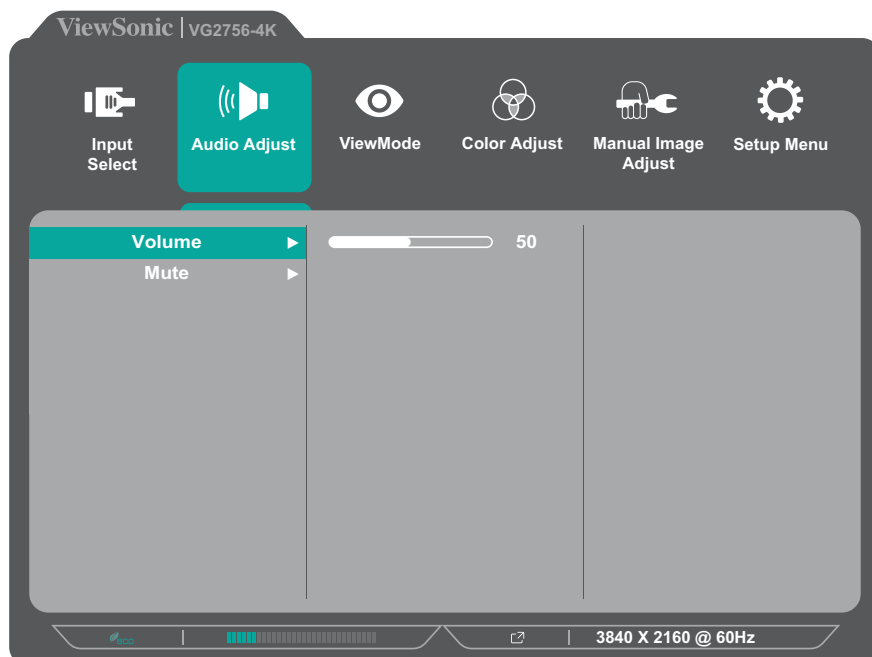 ViewSonic | VG2756-4K
Input Select
Audio Adjust
ViewMode
Color Adjust
Manual Image Adjust
Setup Menu
Volume
50
Mute
eco
3840 X 2160 @ 60Hz